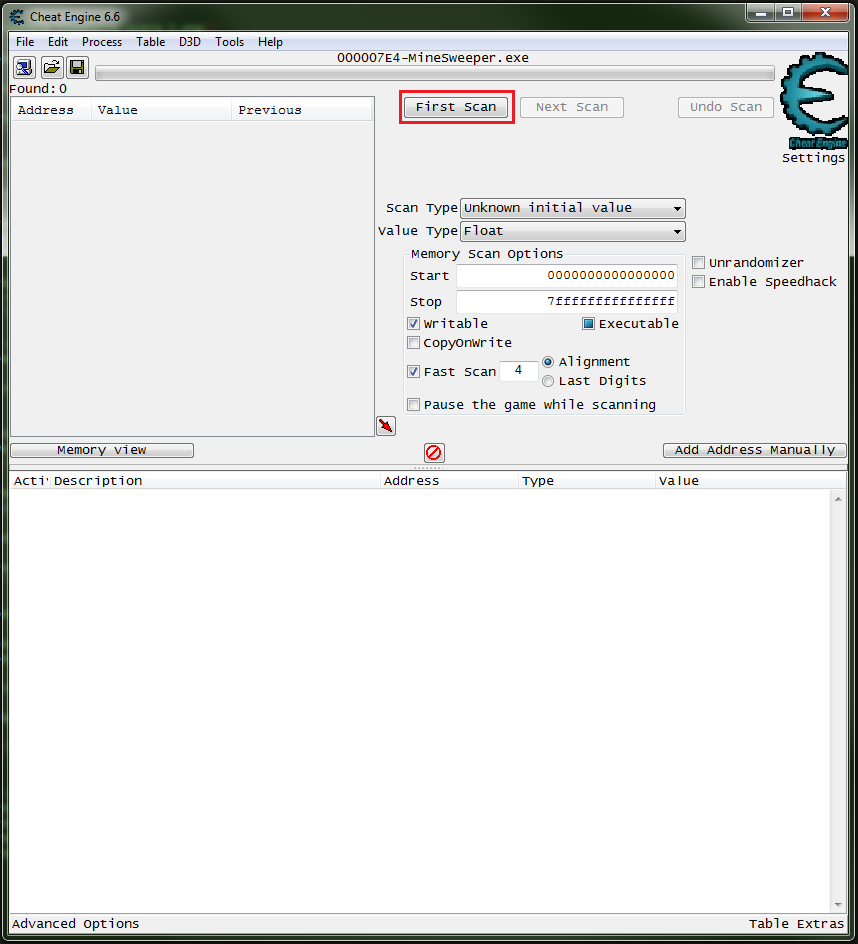 Cheat Engine 6.6
File Edit Process Table D3D Tools Help
000007E4-MineSweeper.exe
Found: 0
Address Value Previous
First Scan Next Scan Undo Scan
Cheat Engine
Settings
Scan Type Unknown initial value
Value Type Float
Memory Scan Options
Start 0000000000000000
Stop 7fffffffffffffff
Unrandomizer
Enable Speedhack
Writable Executable
CopyOnWrite
Fast Scan 4 Alignment
Last Digits
Pause the game while scanning
Memory view Add Address Manually
Acti Description Address Type Value
Advanced Options Table Extras